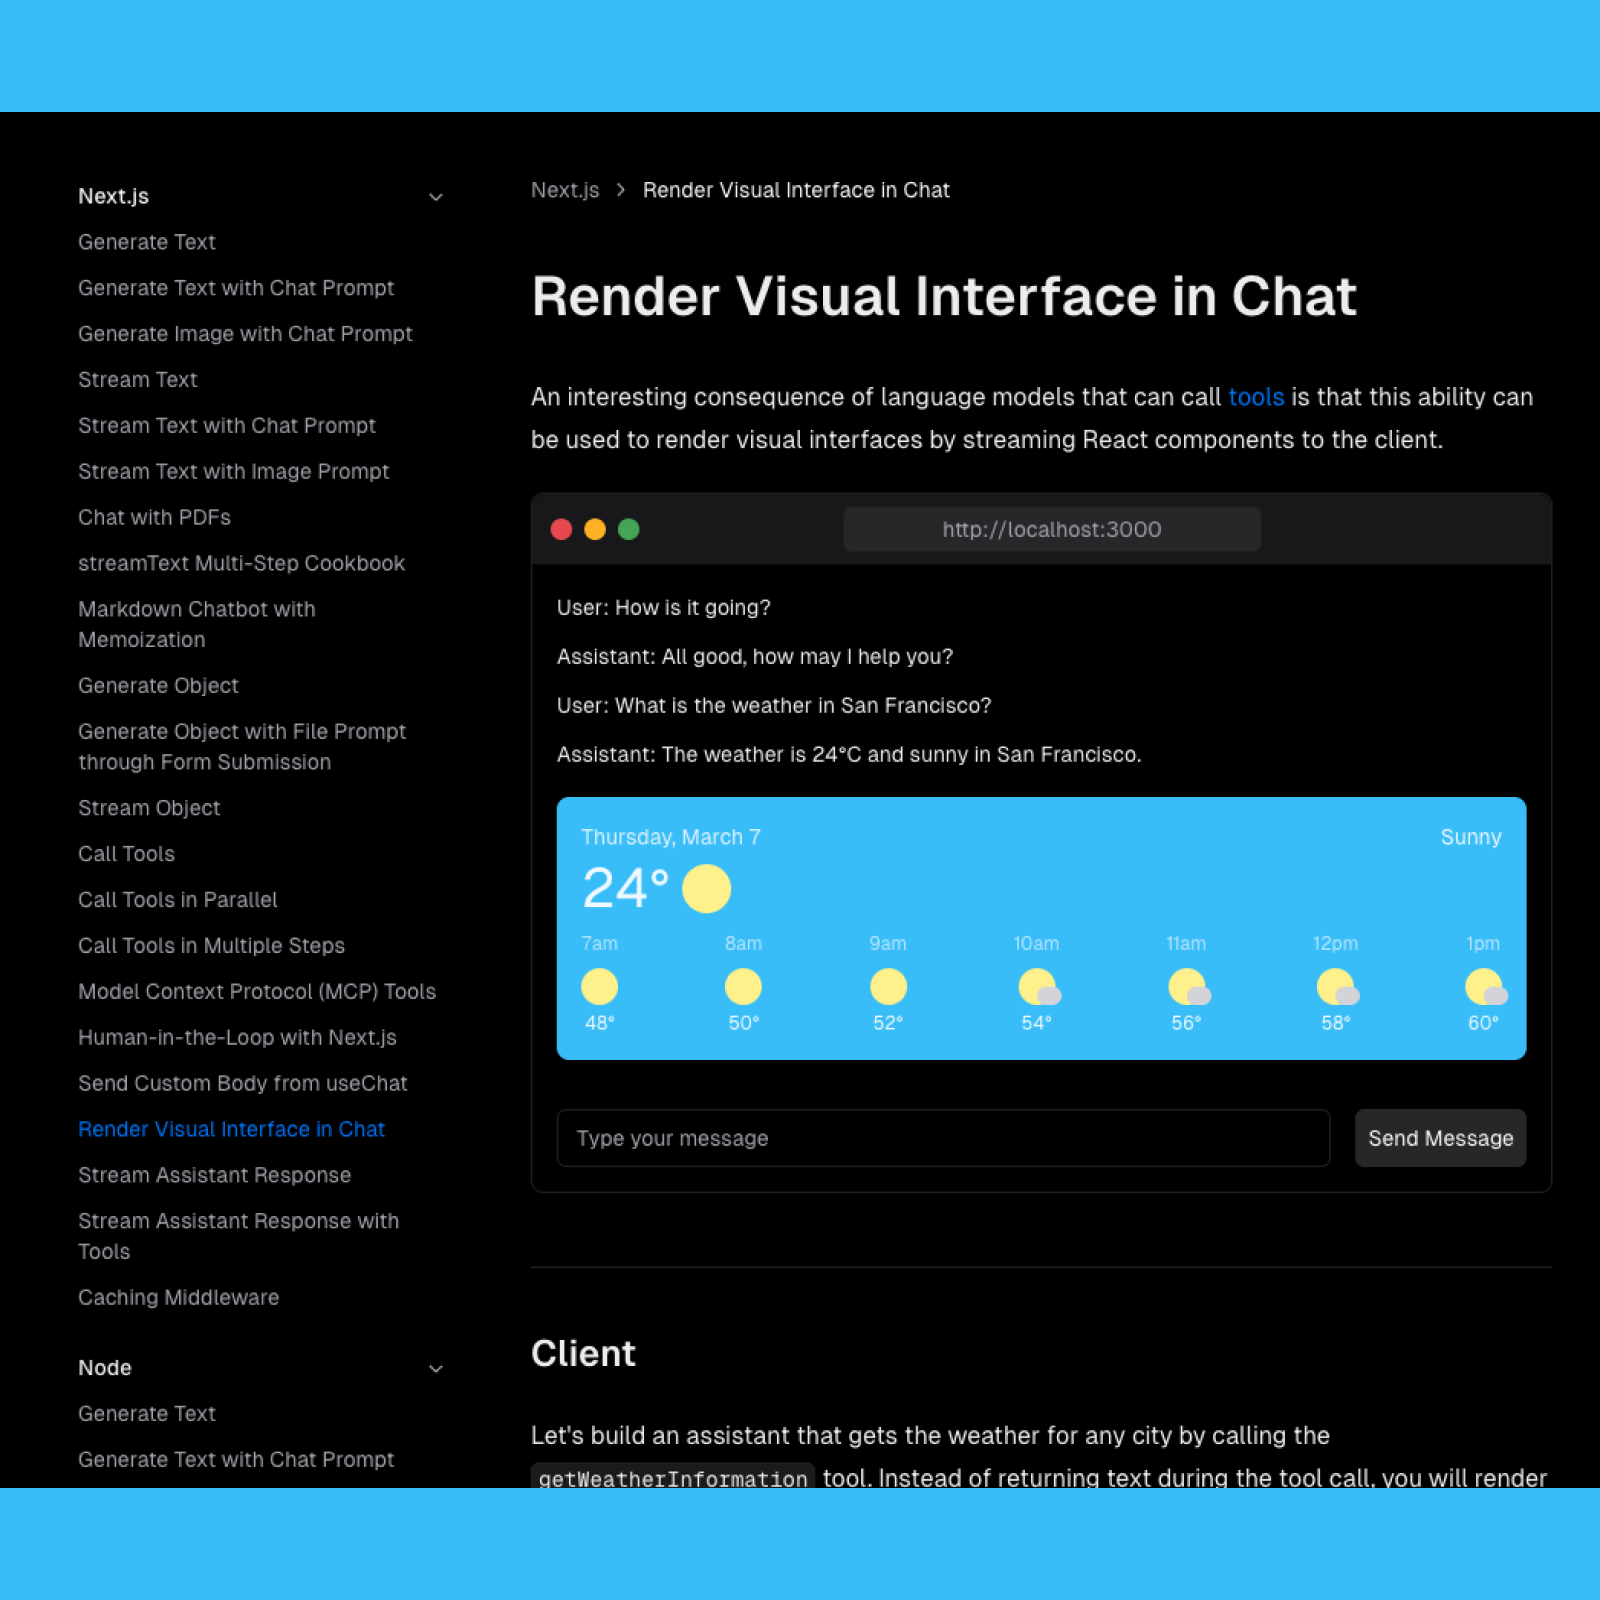 Next.js
Generate Text
Generate Text with Chat Prompt
Generate Image with Chat Prompt
Stream Text
Stream Text with Chat Prompt
Stream Text with Image Prompt
Chat with PDFs
streamText Multi-Step Cookbook
Markdown Chatbot with
Memoization
Generate Object
Generate Object with File Prompt
through Form Submission
Stream Object
Call Tools
Call Tools in Parallel
Call Tools in Multiple Steps
Model Context Protocol (MCP) Tools
Human-in-the-Loop with Next.js
Send Custom Body from useChat
Render Visual Interface in Chat
Stream Assistant Response
Stream Assistant Response with
Tools
Caching Middleware
Node
Generate Text
Generate Text with Chat Prompt
Next.js > Render Visual Interface in Chat
Render Visual Interface in Chat
An interesting consequence of language models that can call tools is that this ability can
be used to render visual interfaces by streaming React components to the client.
http://localhost:3000
User: How is it going?
Assistant: All good, how may I help you?
User: What is the weather in San Francisco?
Assistant: The weather is 24°C and sunny in San Francisco.
Thursday, March 7 Sunny
24°
7am 8am 9am 10am 11am 12pm 1pm
48° 50° 52° 54° 56° 58° 60°
Type your message Send Message
Client
Let's build an assistant that gets the weather for any city by calling the
getWeatherInformation tool. Instead of returning text during the tool call, you will render